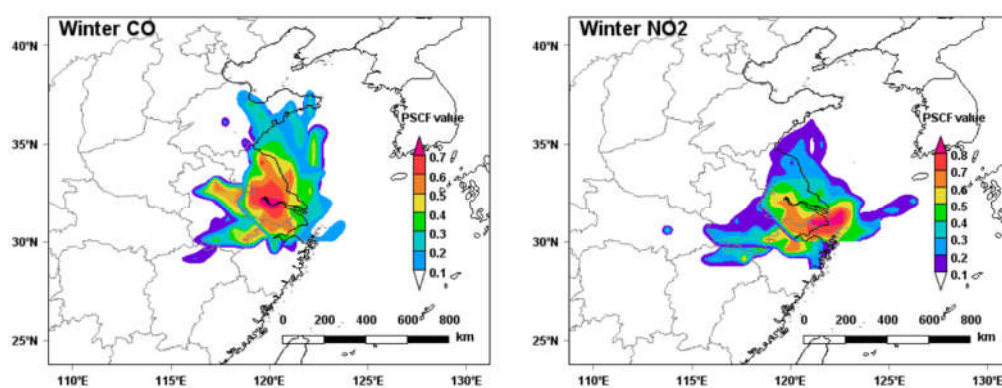 Winter CO
40°N
35°N
30°N
25°N
110°E
115°E
120°E
125°E
130°E
PSCF value
0.7
0.6
0.5
0.4
0.3
0.2
0.1
0 200 400 600 800
km
Winter NO2
40°N
35°N
30°N
25°N
110°E
115°E
120°E
125°E
130°E
PSCF value
0.8
0.7
0.6
0.5
0.4
0.3
0.2
0.1
0 200 400 600 800
km